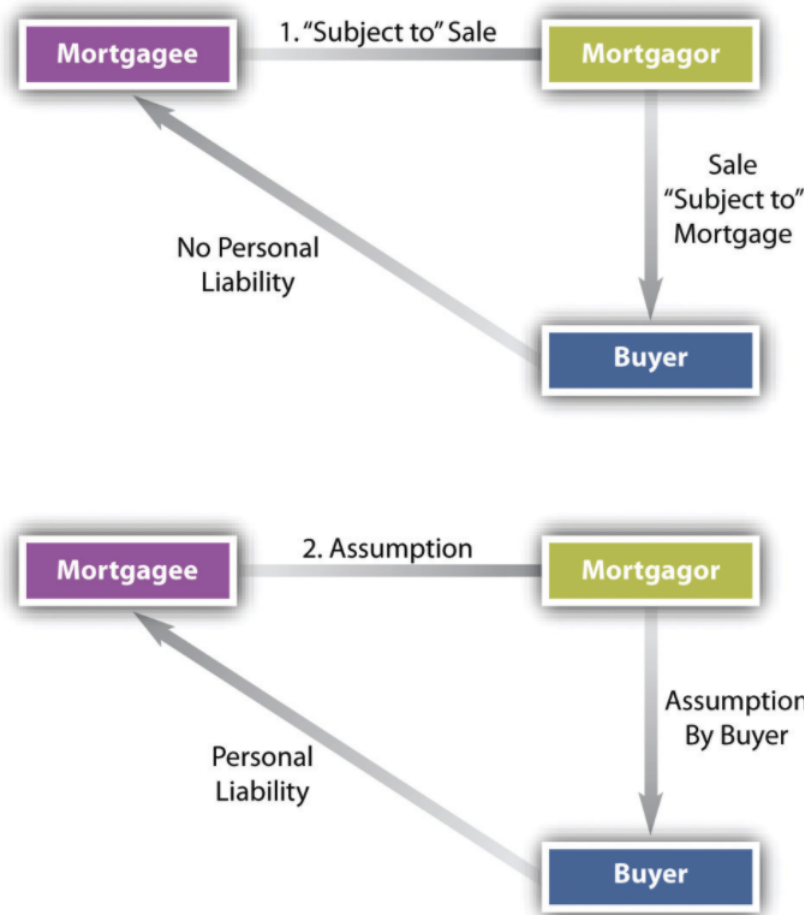 1. “Subject to” Sale
Mortgagee
Mortgagor
Sale
“Subject to”
Mortgage
No Personal
Liability
Buyer
2. Assumption
Mortgagee
Mortgagor
Assumption
By Buyer
Personal
Liability
Buyer